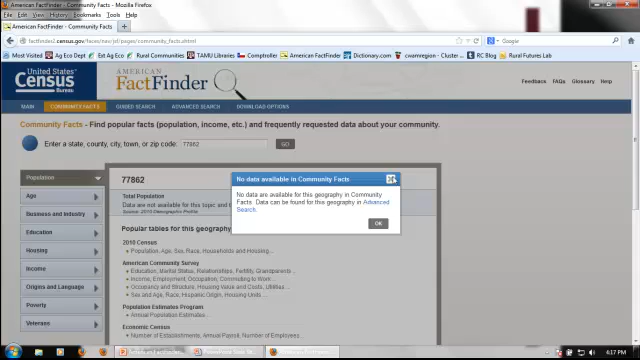 American FactFinder - Community Facts - Mozilla Firefox
File Edit View History Bookmarks Tools Help
American FactFinder - Community Facts
factfinder2.census.gov/faces/nav/jsf/pages/community_facts.xhtml
Google
Most Visited Ag Eco Dept Ext Ag Eco Rural Communities TAMU Libraries Comptroller American FactFinder Dictionary.com cwamregion Cluster RC Blog Rural Futures Lab
United States
Census
Bureau
AMERICAN
FactFinder
Feedback FAQs Glossary Help
MAIN COMMUNITY FACTS GUIDED SEARCH ADVANCED SEARCH DOWNLOAD OPTIONS
Community Facts - Find popular facts (population, income, etc.) and frequently requested data about your community.
Enter a state, county, city, town, or zip code: 77862 GO
Population
Age
Business and Industry
Education
Housing
Income
Origins and Language
Poverty
Veterans
77862
Total Population
Data are not available for this topic and
Source: 2010 Demographic Profile
Popular tables for this geography
2010 Census
Population, Age, Sex, Race, Households and Housing...
American Community Survey
Education, Marital Status, Relationships, Fertility, Grandparents...
Income, Employment, Occupation, Commuting to Work...
Occupancy and Structure, Housing Value and Costs, Utilities...
Sex and Age, Race, Hispanic Origin, Housing Units...
Population Estimates Program
Annual Population Estimates...
Economic Census
Number of Establishments, Annual Payroll, Number of Employees...
No data available in Community Facts
No data are available for this geography in Community
Facts. Data can be found for this geography in Advanced
Search.
OK
4:17 PM